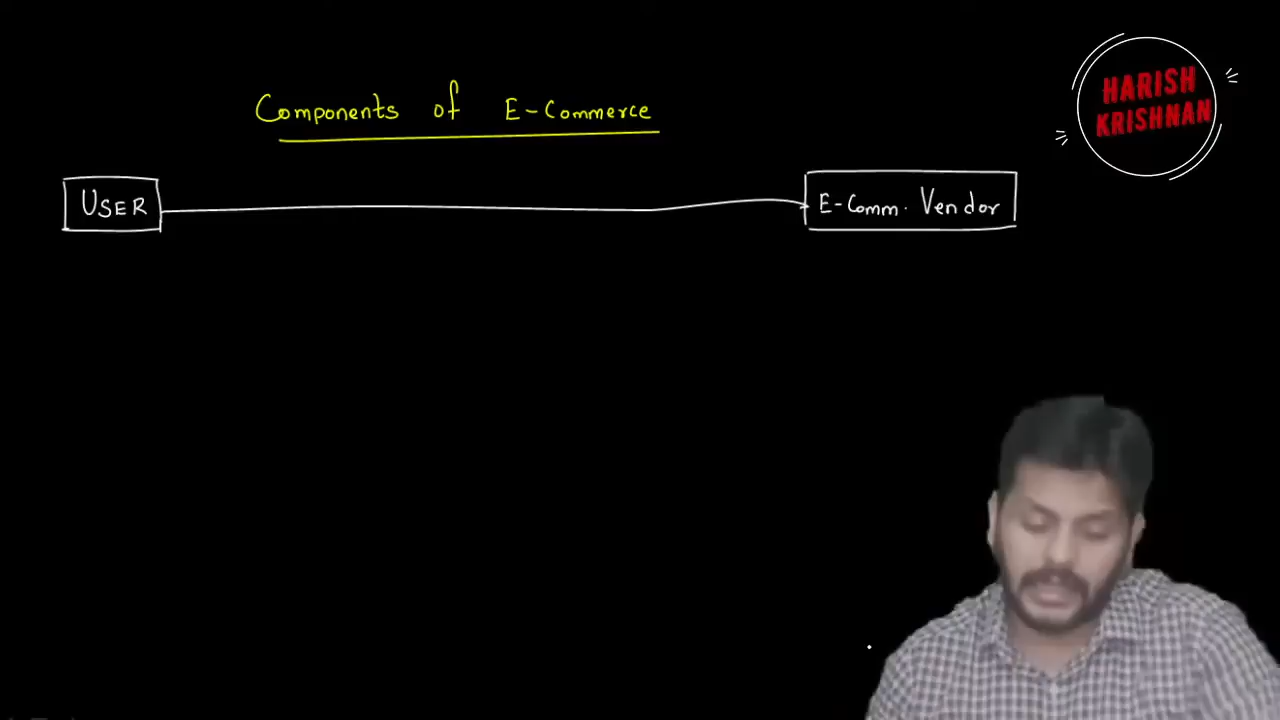 Components of E-Commerce
HARISH
KRISHNAN
USER
E-Comm. Vendor